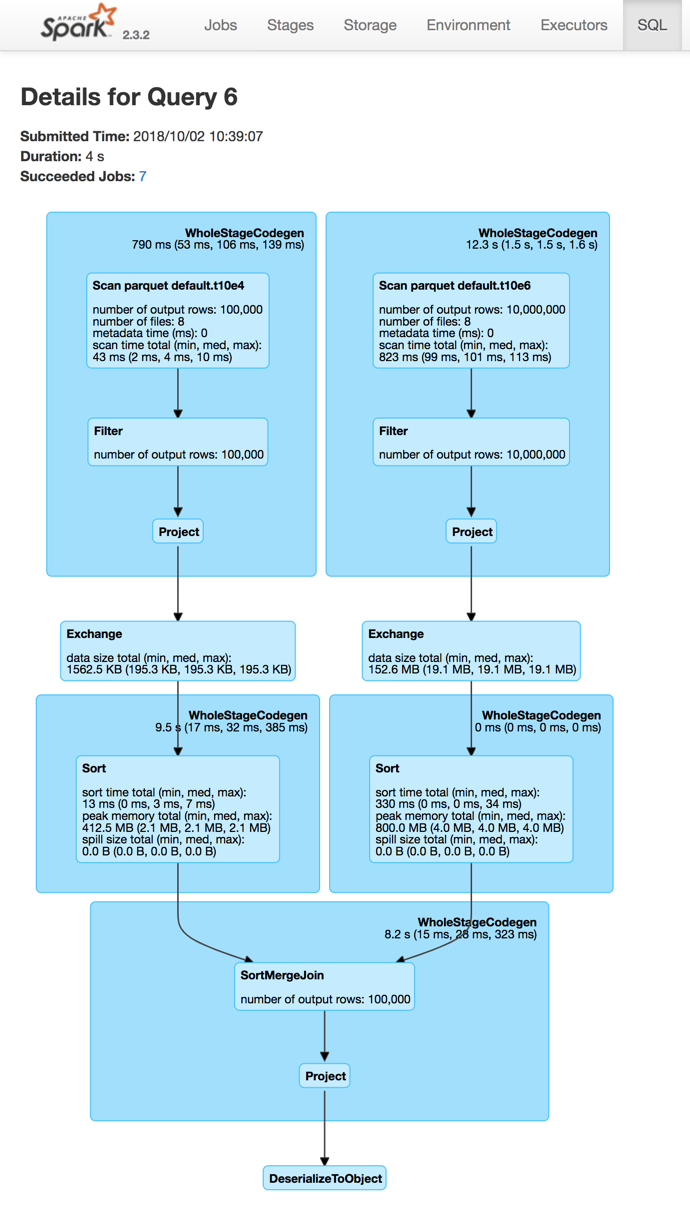 APACHE
Spark 2.3.2
Jobs Stages Storage Environment Executors SQL
Details for Query 6
Submitted Time: 2018/10/02 10:39:07
Duration: 4 s
Succeeded Jobs: 7
WholeStageCodegen
790 ms (53 ms, 106 ms, 139 ms)
Scan parquet default.t10e4
number of output rows: 100,000
number of files: 8
metadata time (ms): 0
scan time total (min, med, max):
43 ms (2 ms, 4 ms, 10 ms)
Filter
number of output rows: 100,000
Project
WholeStageCodegen
12.3 s (1.5 s, 1.5 s, 1.6 s)
Scan parquet default.t10e6
number of output rows: 10,000,000
number of files: 8
metadata time (ms): 0
scan time total (min, med, max):
823 ms (99 ms, 101 ms, 113 ms)
Filter
number of output rows: 10,000,000
Project
Exchange
data size total (min, med, max):
1562.5 KB (195.3 KB, 195.3 KB, 195.3 KB)
Exchange
data size total (min, med, max):
152.6 MB (19.1 MB, 19.1 MB, 19.1 MB)
WholeStageCodegen
9.5 s (17 ms, 32 ms, 385 ms)
Sort
sort time total (min, med, max):
13 ms (0 ms, 3 ms, 7 ms)
peak memory total (min, med, max):
412.5 MB (2.1 MB, 2.1 MB, 2.1 MB)
spill size total (min, med, max):
0.0 B (0.0 B, 0.0 B, 0.0 B)
WholeStageCodegen
0 ms (0 ms, 0 ms, 0 ms)
Sort
sort time total (min, med, max):
330 ms (0 ms, 0 ms, 34 ms)
peak memory total (min, med, max):
800.0 MB (4.0 MB, 4.0 MB, 4.0 MB)
spill size total (min, med, max):
0.0 B (0.0 B, 0.0 B, 0.0 B)
WholeStageCodegen
8.2 s (15 ms, 28 ms, 323 ms)
SortMergeJoin
number of output rows: 100,000
Project
DeserializeToObject